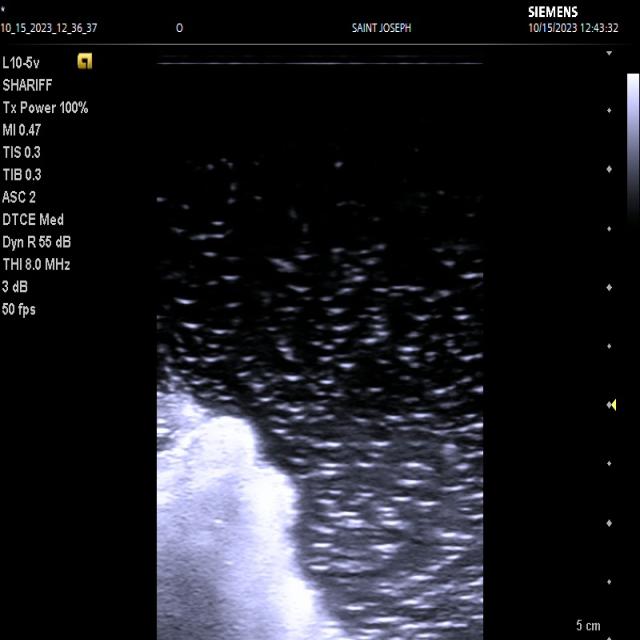 *
SIEMENS
10_15_2023_12_36_37 O SAINT JOSEPH 10/15/2023 12:43:32
L10-5v
SHARIFF
Tx Power 100%
MI 0.47
TIS 0.3
TIB 0.3
ASC 2
DTCE Med
Dyn R 55 dB
THI 8.0 MHz
3 dB
50 fps
5 cm